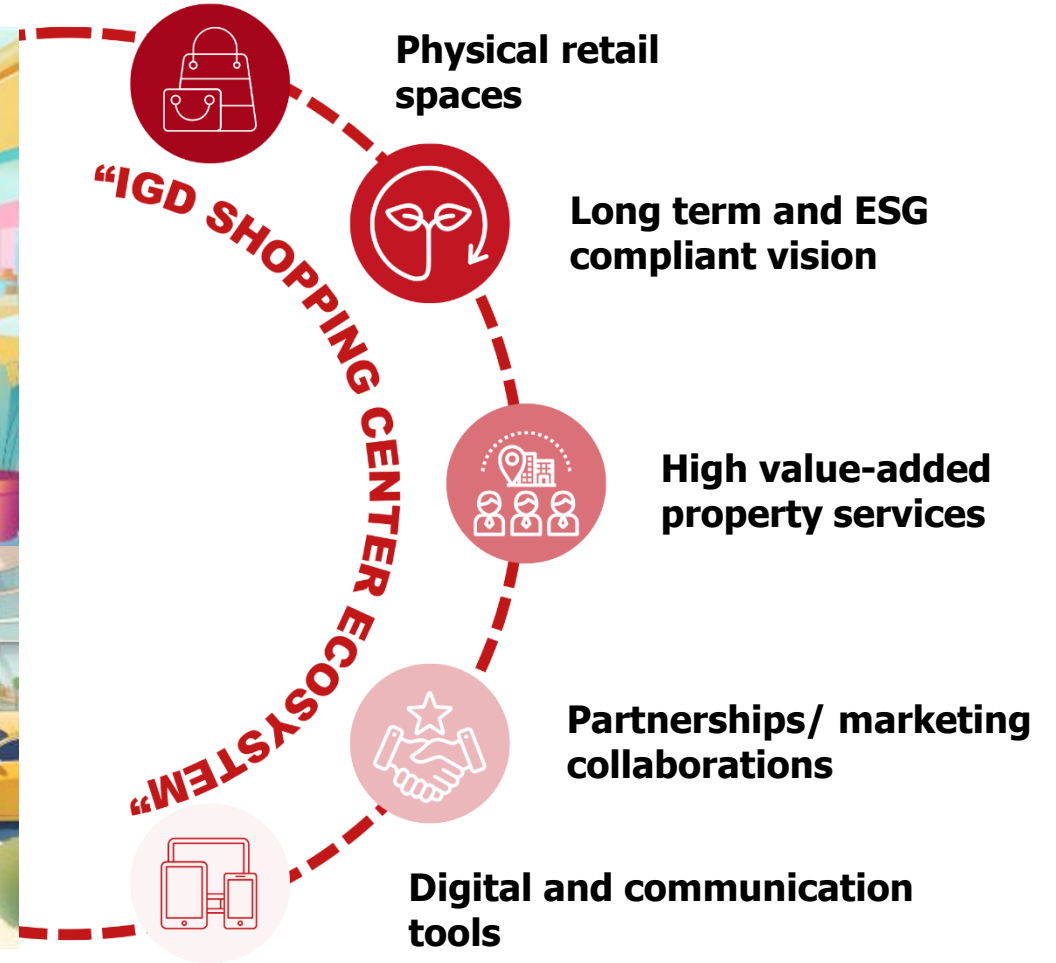 Physical retail
spaces
“IGD SHOPPING CENTER ECOSYSTEM”
Long term and ESG
compliant vision
High value-added
property services
Partnerships/ marketing
collaborations
Digital and communication
tools